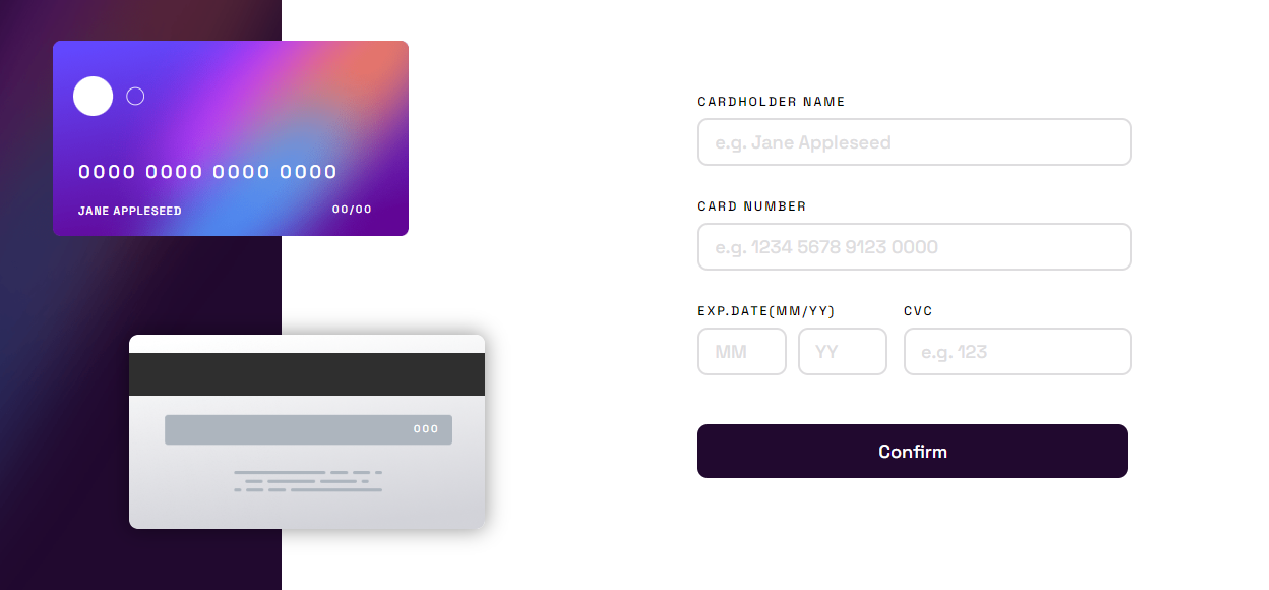 0000 0000 0000 0000
JANE APPLESEED 00/00
000
CARDHOLDER NAME
e.g. Jane Appleseed
CARD NUMBER
e.g. 1234 5678 9123 0000
EXP.DATE(MM/YY) CVC
MM YY e.g. 123
Confirm